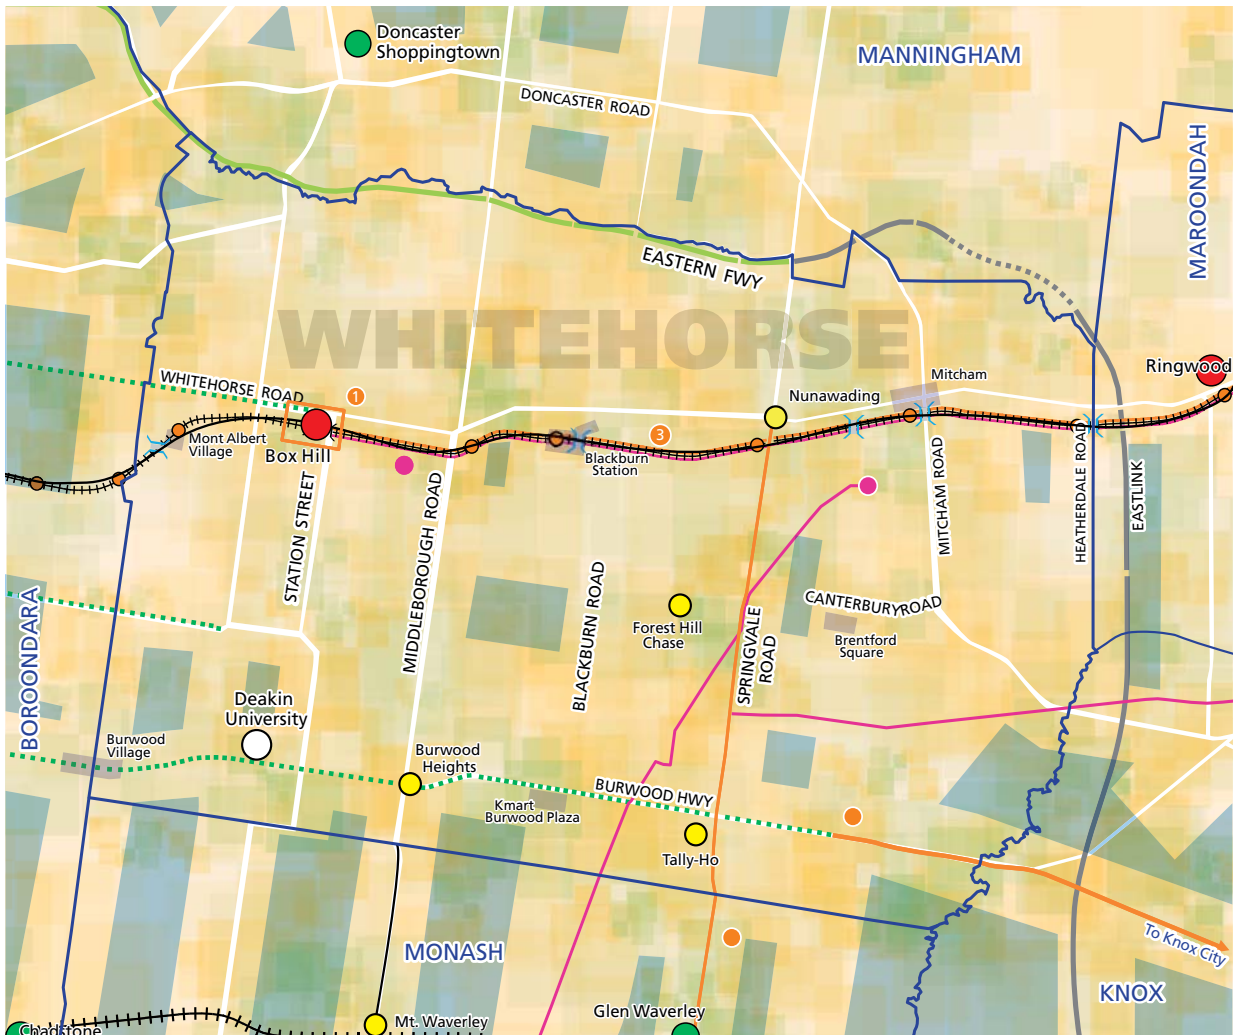 Doncaster
Shoppingtown
MANNINGHAM
DONCASTER ROAD
MAROONDAH
EASTERN FWY
WHITEHORSE
Ringwood
WHITEHORSE ROAD
1
Mitcham
Nunawading
Mont Albert
Village
Box Hill
3
Blackburn
Station
STATION STREET
MIDDLEBOROUGH ROAD
BLACKBURN ROAD
MITCHAM ROAD
HEATHERDALE ROAD
EASTLINK
BOROONDARA
CANTERBURY ROAD
Forest Hill
Chase
SPRINGVALE
ROAD
Brentford
Square
Deakin
University
Burwood
Village
Burwood
Heights
BURWOOD HWY
Kmart
Burwood Plaza
Tally-Ho
MONASH
To Knox City
KNOX
Glen Waverley
Mt. Waverley
Chadstone